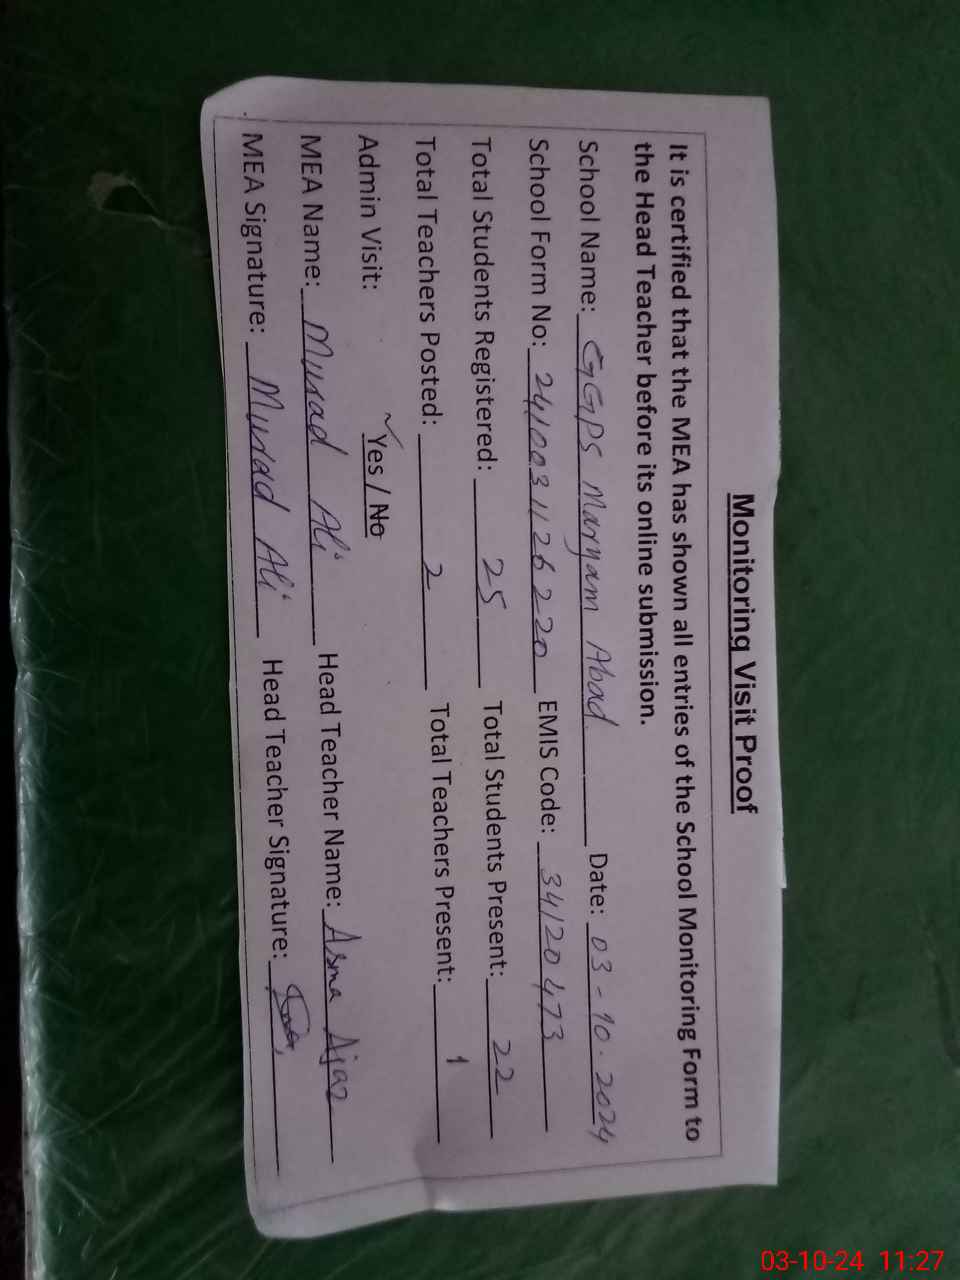 Monitoring Visit Proof
It is certified that the MEA has shown all entries of the School Monitoring Form to
the Head Teacher before its online submission.
School Name: GGPS Maryam Abad Date: 03-10.2024
School Form No: 2410031126220 EMIS Code: 34120473
Total Students Registered: 25 Total Students Present: 22
Total Teachers Posted: 2 Total Teachers Present: 1
Admin Visit: Yes / No
MEA Name: Murad Ali Head Teacher Name: Asma Ajaz
MEA Signature: Murad Ali Head Teacher Signature:
03-10-24 11:27